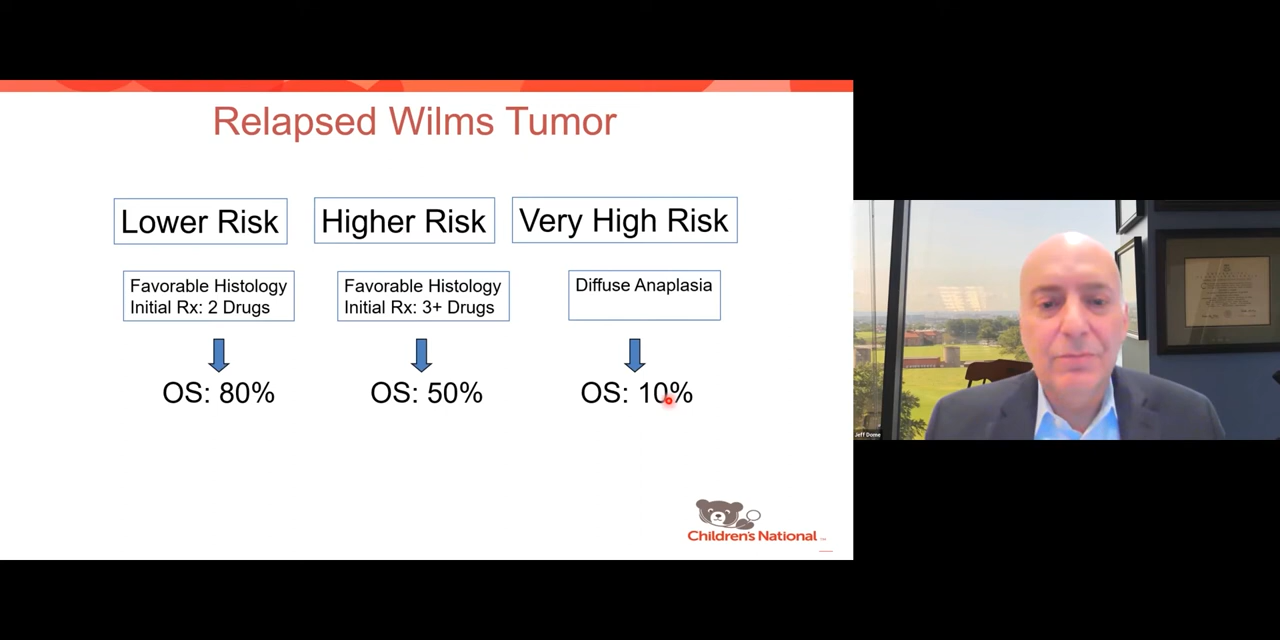 Relapsed Wilms Tumor
Lower Risk
Higher Risk
Very High Risk
Favorable Histology
Initial Rx: 2 Drugs
Favorable Histology
Initial Rx: 3+ Drugs
Diffuse Anaplasia
OS: 80%
OS: 50%
OS: 10%
Children's National
Jeff Dome